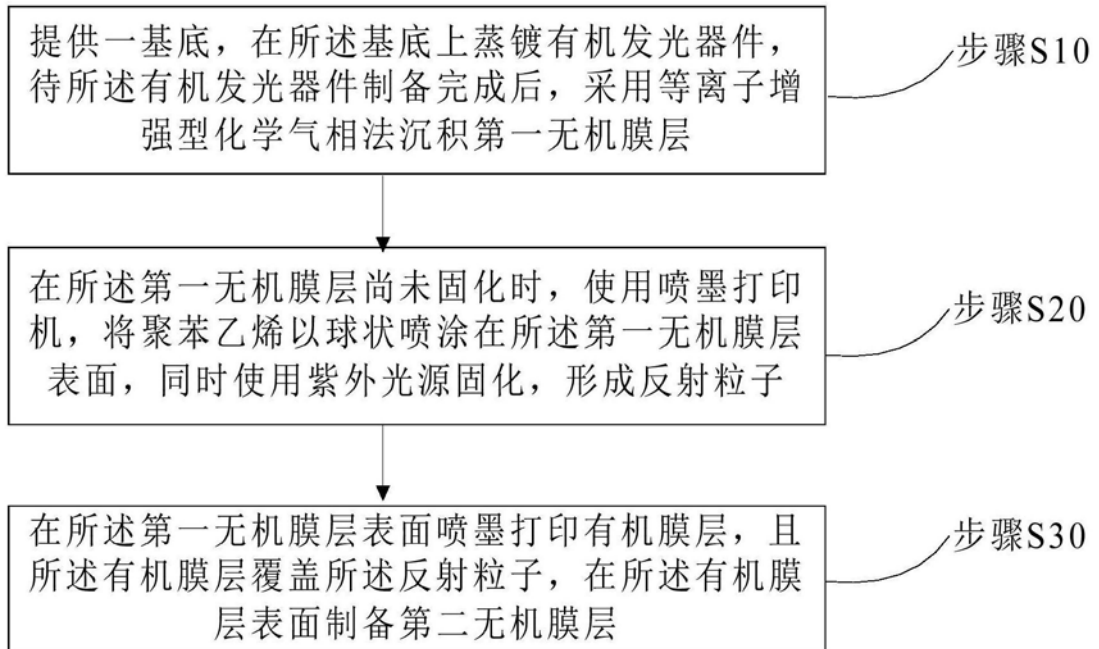 提供一基底，在所述基底上蒸镀有机发光器件，
待所述有机发光器件制备完成后，采用等离子增
强型化学气相法沉积第一无机膜层
步骤S10
在所述第一无机膜层尚未固化时，使用喷墨打印
机，将聚苯乙烯以球状喷涂在所述第一无机膜层
表面，同时使用紫外光源固化，形成反射粒子
步骤S20
在所述第一无机膜层表面喷墨打印有机膜层，且
所述有机膜层覆盖所述反射粒子，在所述有机膜
层表面制备第二无机膜层
步骤S30